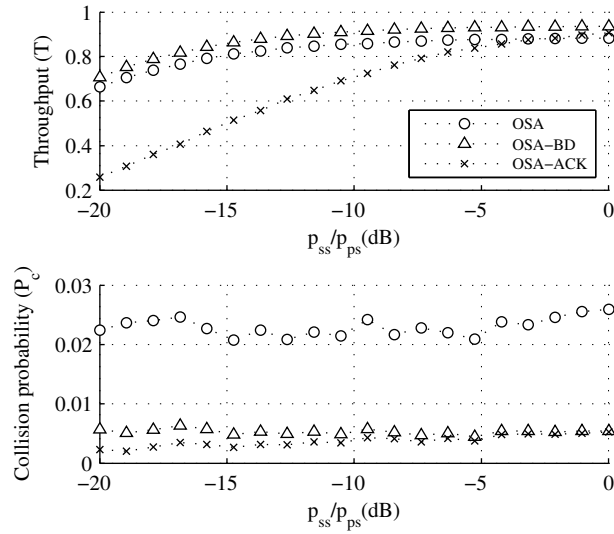 Throughput (T)
1
0.8
0.6
0.4
0.2
OSA
OSA−BD
OSA−ACK
−20
−15
−10
−5
0
p_ss/p_ps(dB)
Collision probability (P_c)
0.03
0.02
0.01
0
−20
−15
−10
−5
0
p_ss/p_ps(dB)